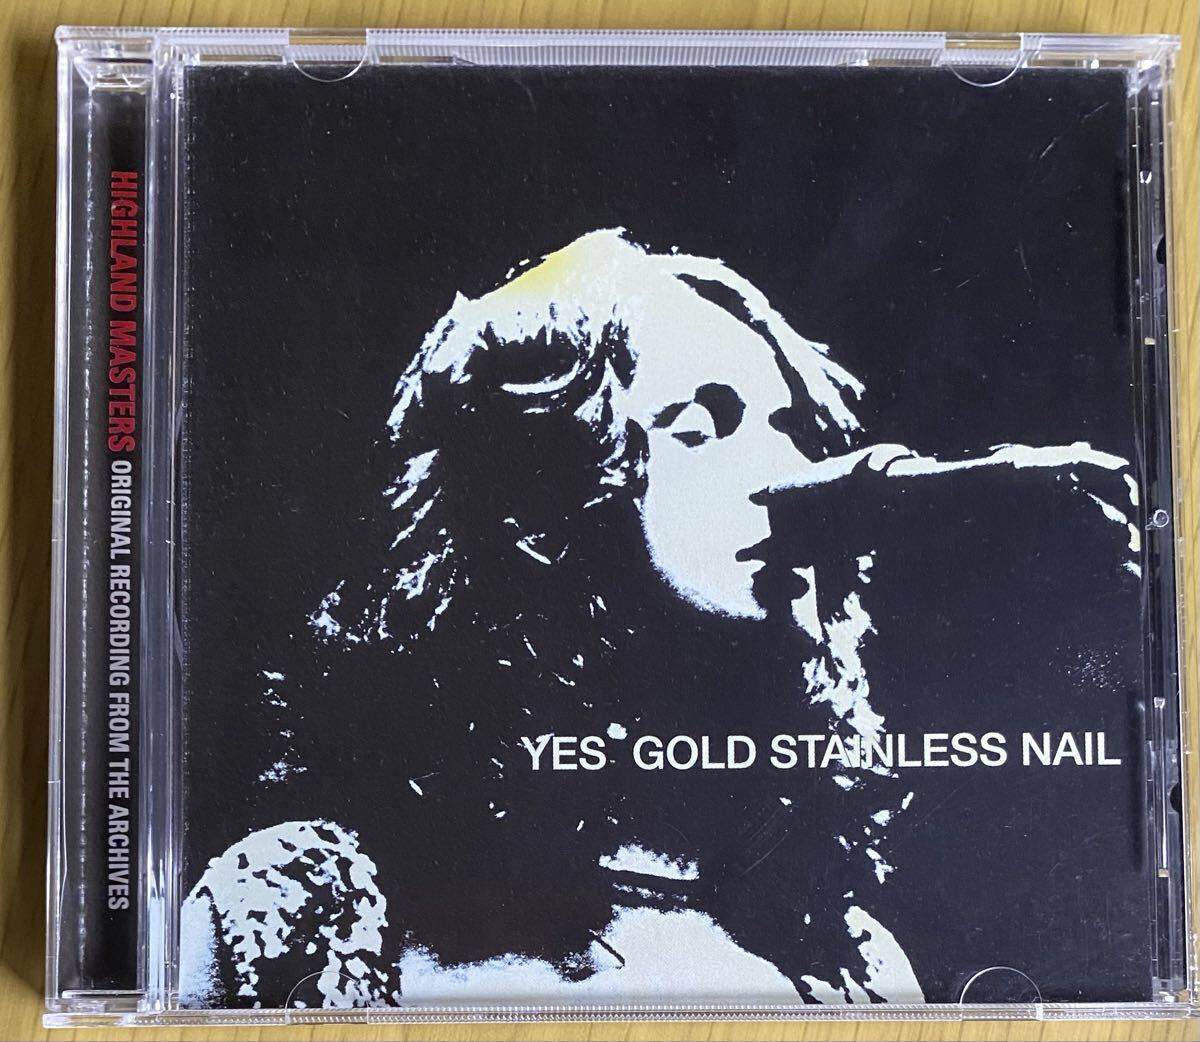 HIGHLAND MASTERS ORIGINAL RECORDING FROM THE ARCHIVES
YES GOLD STAINLESS NAIL